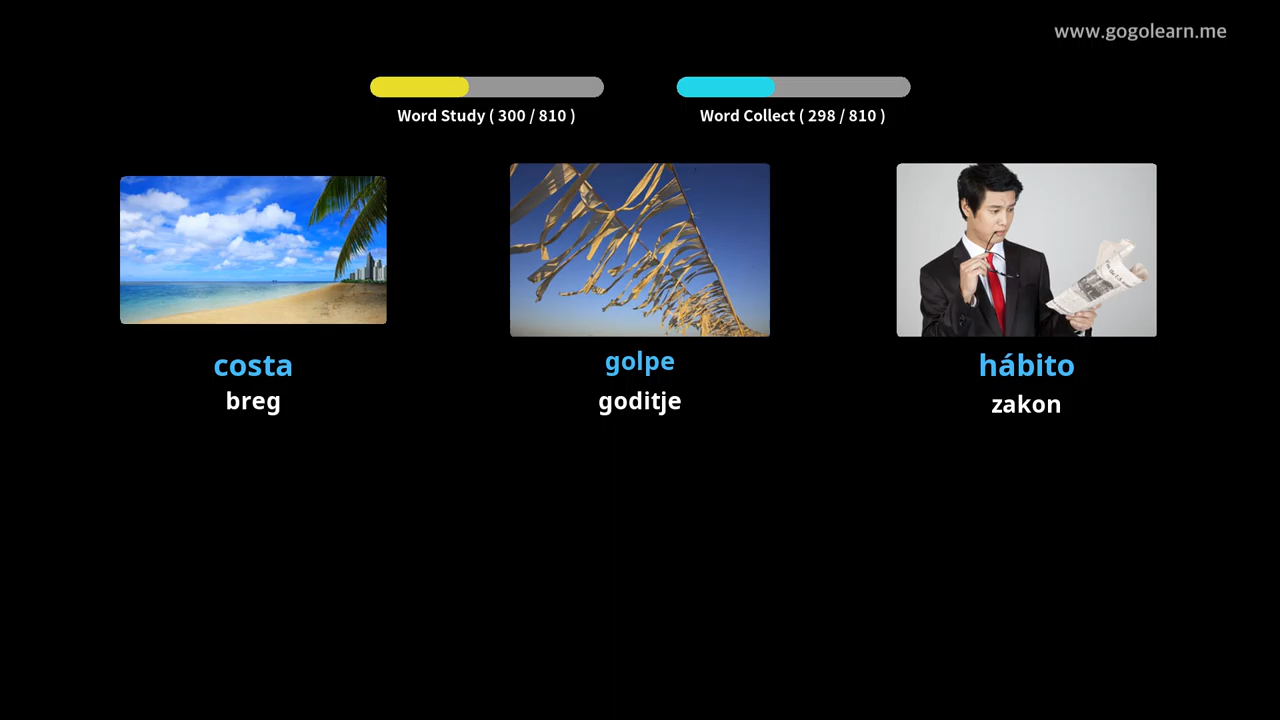 www.gogolearn.me
Word Study ( 300 / 810 )
Word Collect ( 298 / 810 )
costa
breg
golpe
goditje
hábito
zakon